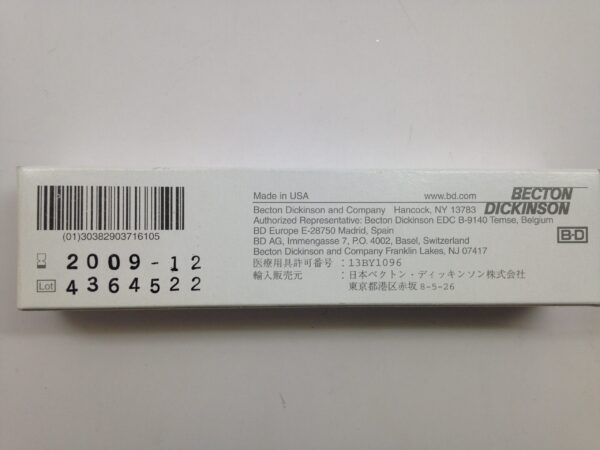 (01)30382903716105
2009-12
Lot 4364522
Made in USA www.bd.com
BECTON DICKINSON
B-D
Becton Dickinson and Company Hancock, NY 13783
Authorized Representative: Becton Dickinson EDC B-9140 Temse, Belgium
BD Europe E-28750 Madrid, Spain
BD AG, Immengasse 7, P.O. 4002, Basel, Switzerland
Becton Dickinson and Company Franklin Lakes, NJ 07417
医療用具許可番号 :13BY1096
輸入販売元 :日本ベクトン・ディッキンソン株式会社
東京都港区赤坂 8-5-26